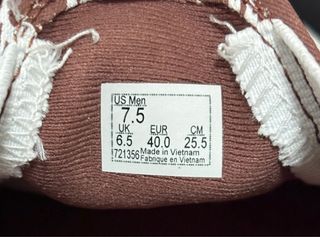 US Men
7.5
UK EUR CM
6.5 40.0 25.5
721356 Made in Vietnam
Fabrique en Vietnam